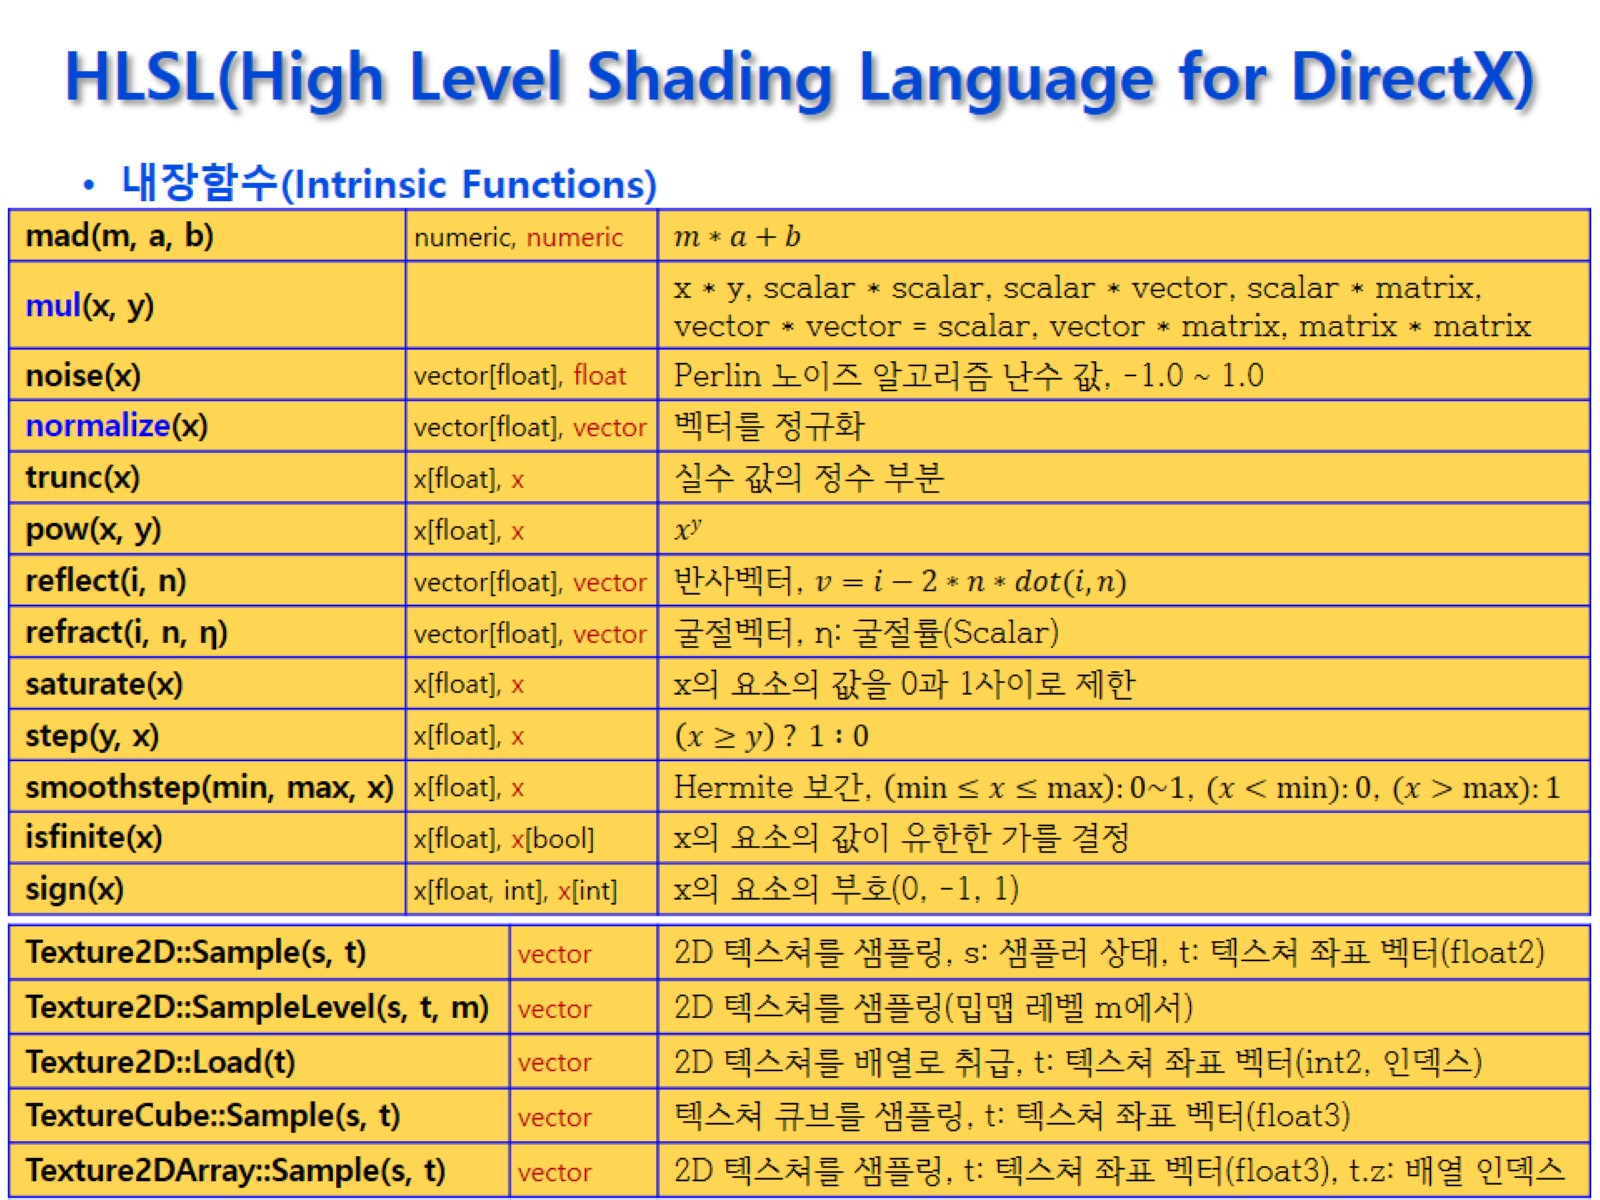 HLSL(High Level Shading Language for DirectX)
• 내장함수(Intrinsic Functions)
mad(m, a, b) numeric, numeric m * a + b
mul(x, y) x * y, scalar * scalar, scalar * vector, scalar * matrix,
vector * vector = scalar, vector * matrix, matrix * matrix
noise(x) vector[float], float Perlin 노이즈 알고리즘 난수 값, -1.0 ~ 1.0
normalize(x) vector[float], vector 벡터를 정규화
trunc(x) x[float], x 실수 값의 정수 부분
pow(x, y) x[float], x xʸ
reflect(i, n) vector[float], vector 반사벡터, v = i − 2 * n * dot(i, n)
refract(i, n, η) vector[float], vector 굴절벡터, η: 굴절률(Scalar)
saturate(x) x[float], x x의 요소의 값을 0과 1사이로 제한
step(y, x) x[float], x (x ≥ y) ? 1 : 0
smoothstep(min, max, x) x[float], x Hermite 보간, (min ≤ x ≤ max): 0~1, (x < min): 0, (x > max): 1
isfinite(x) x[float], x[bool] x의 요소의 값이 유한한 가를 결정
sign(x) x[float, int], x[int] x의 요소의 부호(0, -1, 1)
Texture2D::Sample(s, t) vector 2D 텍스쳐를 샘플링, s: 샘플러 상태, t: 텍스쳐 좌표 벡터(float2)
Texture2D::SampleLevel(s, t, m) vector 2D 텍스쳐를 샘플링(밉맵 레벨 m에서)
Texture2D::Load(t) vector 2D 텍스쳐를 배열로 취급, t: 텍스쳐 좌표 벡터(int2, 인덱스)
TextureCube::Sample(s, t) vector 텍스쳐 큐브를 샘플링, t: 텍스쳐 좌표 벡터(float3)
Texture2DArray::Sample(s, t) vector 2D 텍스쳐를 샘플링, t: 텍스쳐 좌표 벡터(float3), t.z: 배열 인덱스